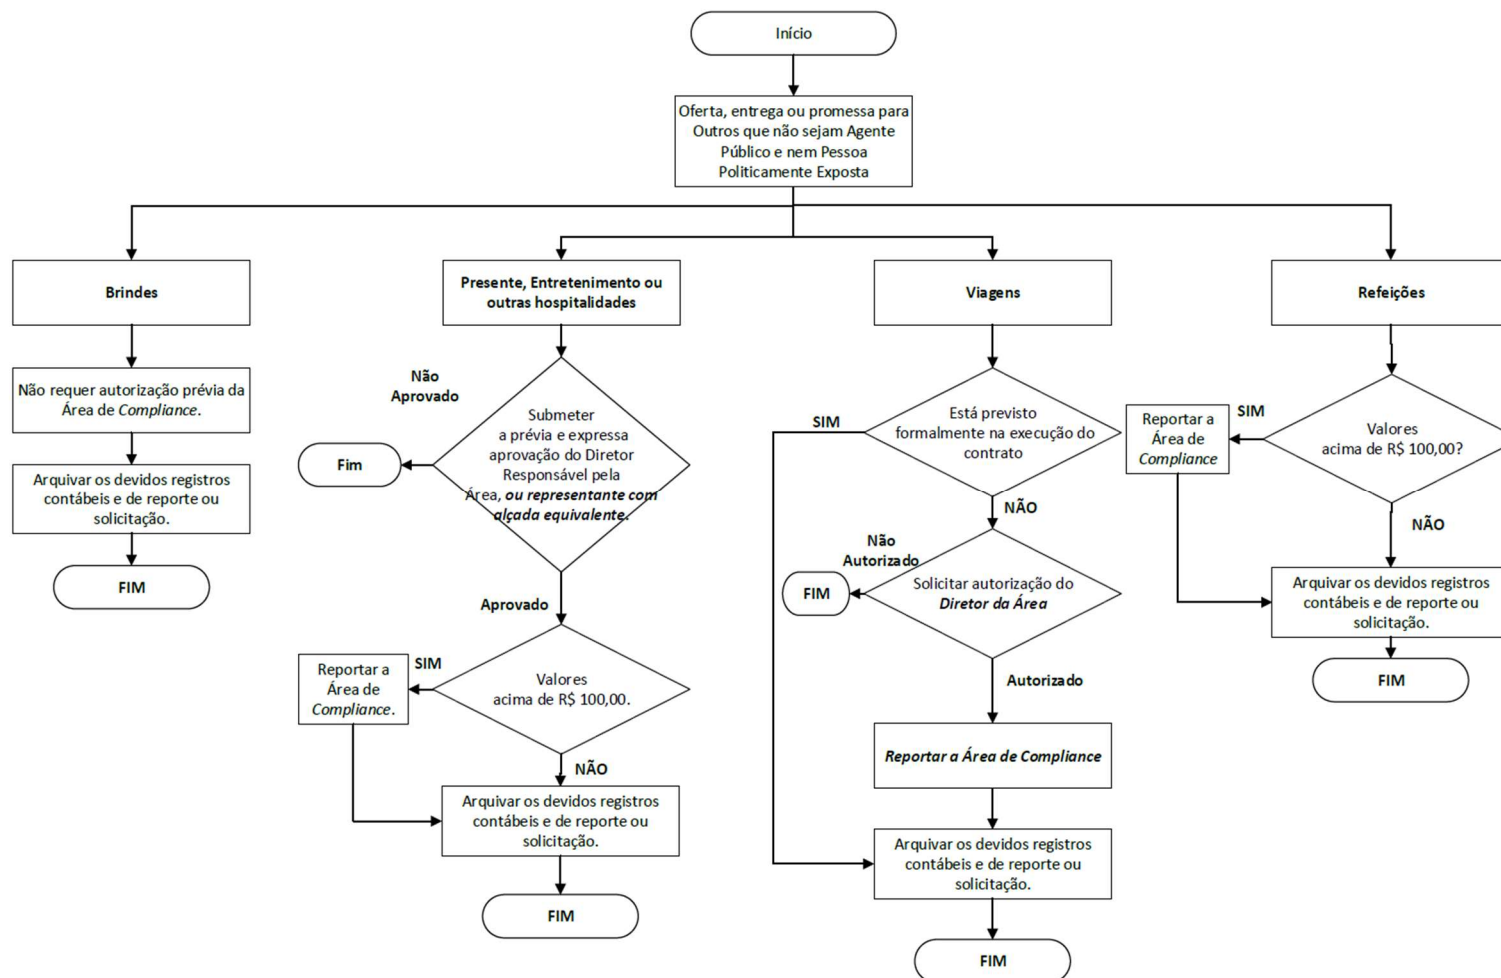 Início
Oferta, entrega ou promessa para
Outros que não sejam Agente
Público e nem Pessoa
Politicamente Exposta
Brindes
Não requer autorização prévia da
Área de Compliance.
Arquivar os devidos registros
contábeis e de reporte ou
solicitação.
FIM
Presente, Entretenimento ou
outras hospitalidades
Não
Aprovado
Submeter
a prévia e expressa
aprovação do Diretor
Responsável pela
Área, ou representante com
alçada equivalente.
Fim
Aprovado
Valores
acima de R$ 100,00.
SIM
Reportar a
Área de
Compliance.
NÃO
Arquivar os devidos registros
contábeis e de reporte ou
solicitação.
FIM
Viagens
Está previsto
formalmente na execução do
contrato
SIM
NÃO
Não
Autorizado
Solicitar autorização do
Diretor da Área
FIM
Autorizado
Reportar a Área de Compliance
Arquivar os devidos registros
contábeis e de reporte ou
solicitação.
FIM
Refeições
Valores
acima de R$ 100,00?
SIM
Reportar a
Área de
Compliance
NÃO
Arquivar os devidos registros
contábeis e de reporte ou
solicitação.
FIM